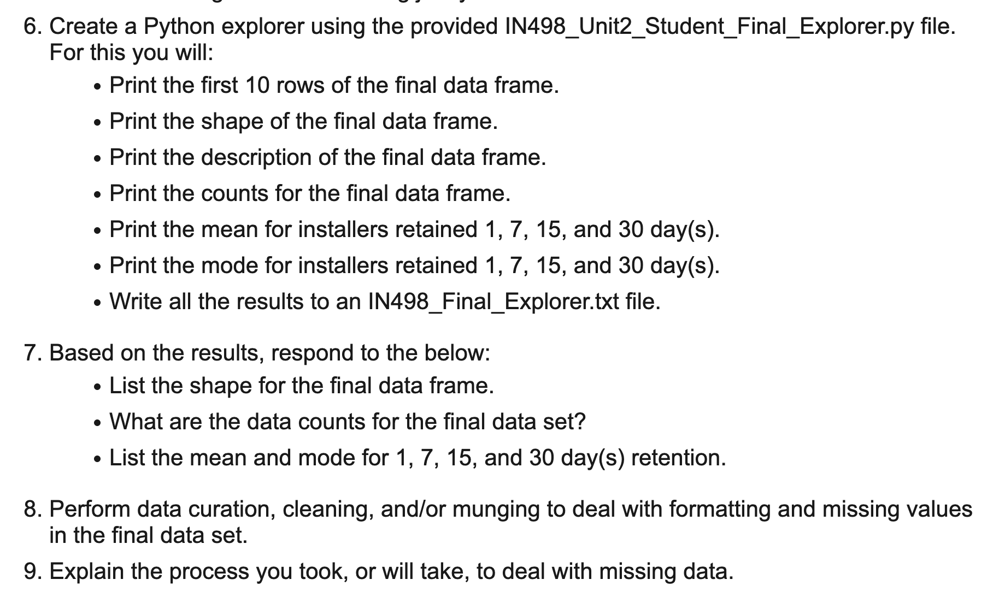 6. Create a Python explorer using the provided IN498_Unit2_Student_Final_Explorer.py file.
For this you will:
• Print the first 10 rows of the final data frame.
• Print the shape of the final data frame.
• Print the description of the final data frame.
• Print the counts for the final data frame.
• Print the mean for installers retained 1, 7, 15, and 30 day(s).
• Print the mode for installers retained 1, 7, 15, and 30 day(s).
• Write all the results to an IN498_Final_Explorer.txt file.
7. Based on the results, respond to the below:
• List the shape for the final data frame.
• What are the data counts for the final data set?
• List the mean and mode for 1, 7, 15, and 30 day(s) retention.
8. Perform data curation, cleaning, and/or munging to deal with formatting and missing values
in the final data set.
9. Explain the process you took, or will take, to deal with missing data.